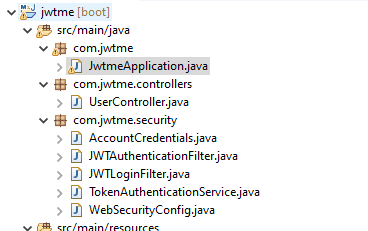 jwtme [boot]
src/main/java
com.jwtme
JwtmeApplication.java
com.jwtme.controllers
UserController.java
com.jwtme.security
AccountCredentials.java
JWTAuthenticationFilter.java
JWTLoginFilter.java
TokenAuthenticationService.java
WebSecurityConfig.java
src/main/resources